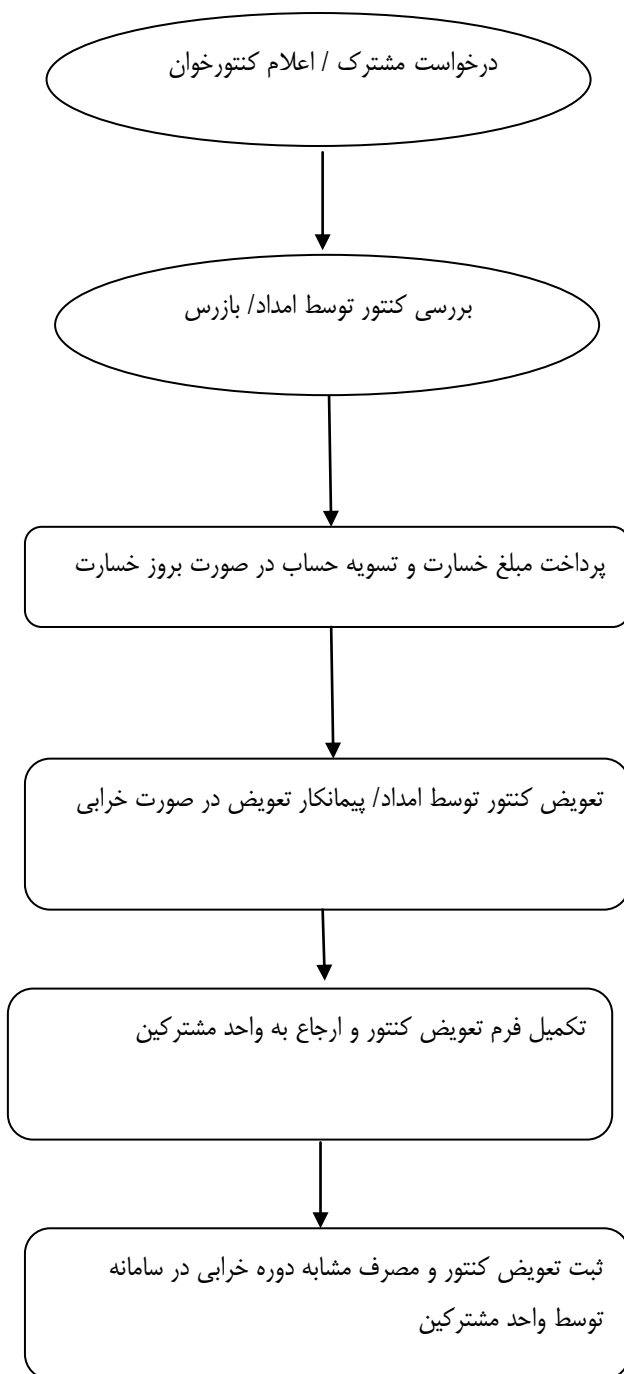 درخواست مشترک / اعلام کنتورخوان
بررسی کنتور توسط امداد/ بازرس
پرداخت مبلغ خسارت و تسویه حساب در صورت بروز خسارت
تعویض کنتور توسط امداد/ پیمانکار تعویض در صورت خرابی
تکمیل فرم تعویض کنتور و ارجاع به واحد مشترکین
ثبت تعویض کنتور و مصرف مشابه دوره خرابی در سامانه
توسط واحد مشترکین